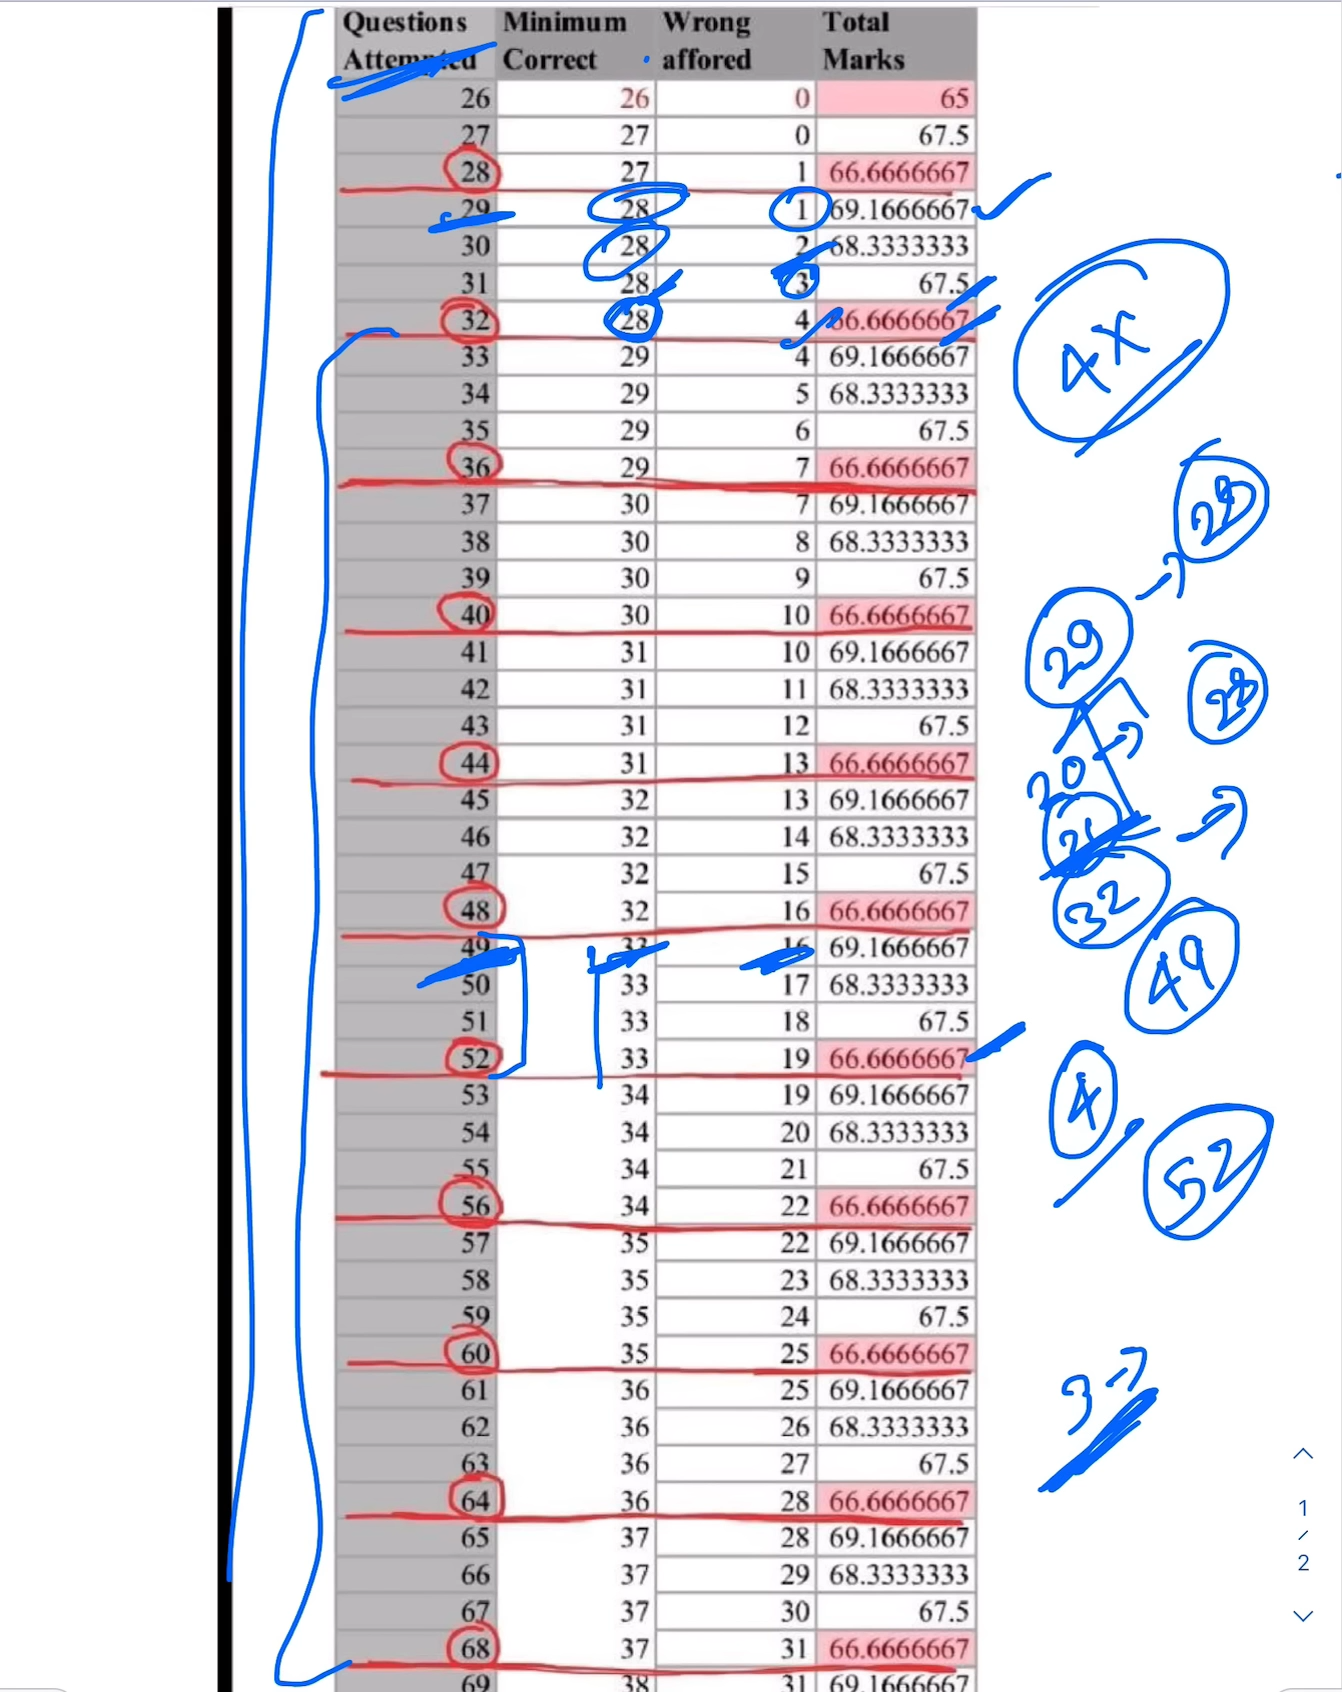 Questions Attempted Minimum Correct Wrong affored Total Marks
26 26 0 65
27 27 0 67.5
28 27 1 66.6666667
29 28 1 69.1666667
30 28 2 68.3333333
31 28 3 67.5
32 28 4 66.6666667
33 29 4 69.1666667
34 29 5 68.3333333
35 29 6 67.5
36 29 7 66.6666667
37 30 7 69.1666667
38 30 8 68.3333333
39 30 9 67.5
40 30 10 66.6666667
41 31 10 69.1666667
42 31 11 68.3333333
43 31 12 67.5
44 31 13 66.6666667
45 32 13 69.1666667
46 32 14 68.3333333
47 32 15 67.5
48 32 16 66.6666667
49 33 16 69.1666667
50 33 17 68.3333333
51 33 18 67.5
52 33 19 66.6666667
53 34 19 69.1666667
54 34 20 68.3333333
55 34 21 67.5
56 34 22 66.6666667
57 35 22 69.1666667
58 35 23 68.3333333
59 35 24 67.5
60 35 25 66.6666667
61 36 25 69.1666667
62 36 26 68.3333333
63 36 27 67.5
64 36 28 66.6666667
65 37 28 69.1666667
66 37 29 68.3333333
67 37 30 67.5
68 37 31 66.6666667
69 38 31 69.1666667
4x
29
28
32
49
4
52
3
1
/
2